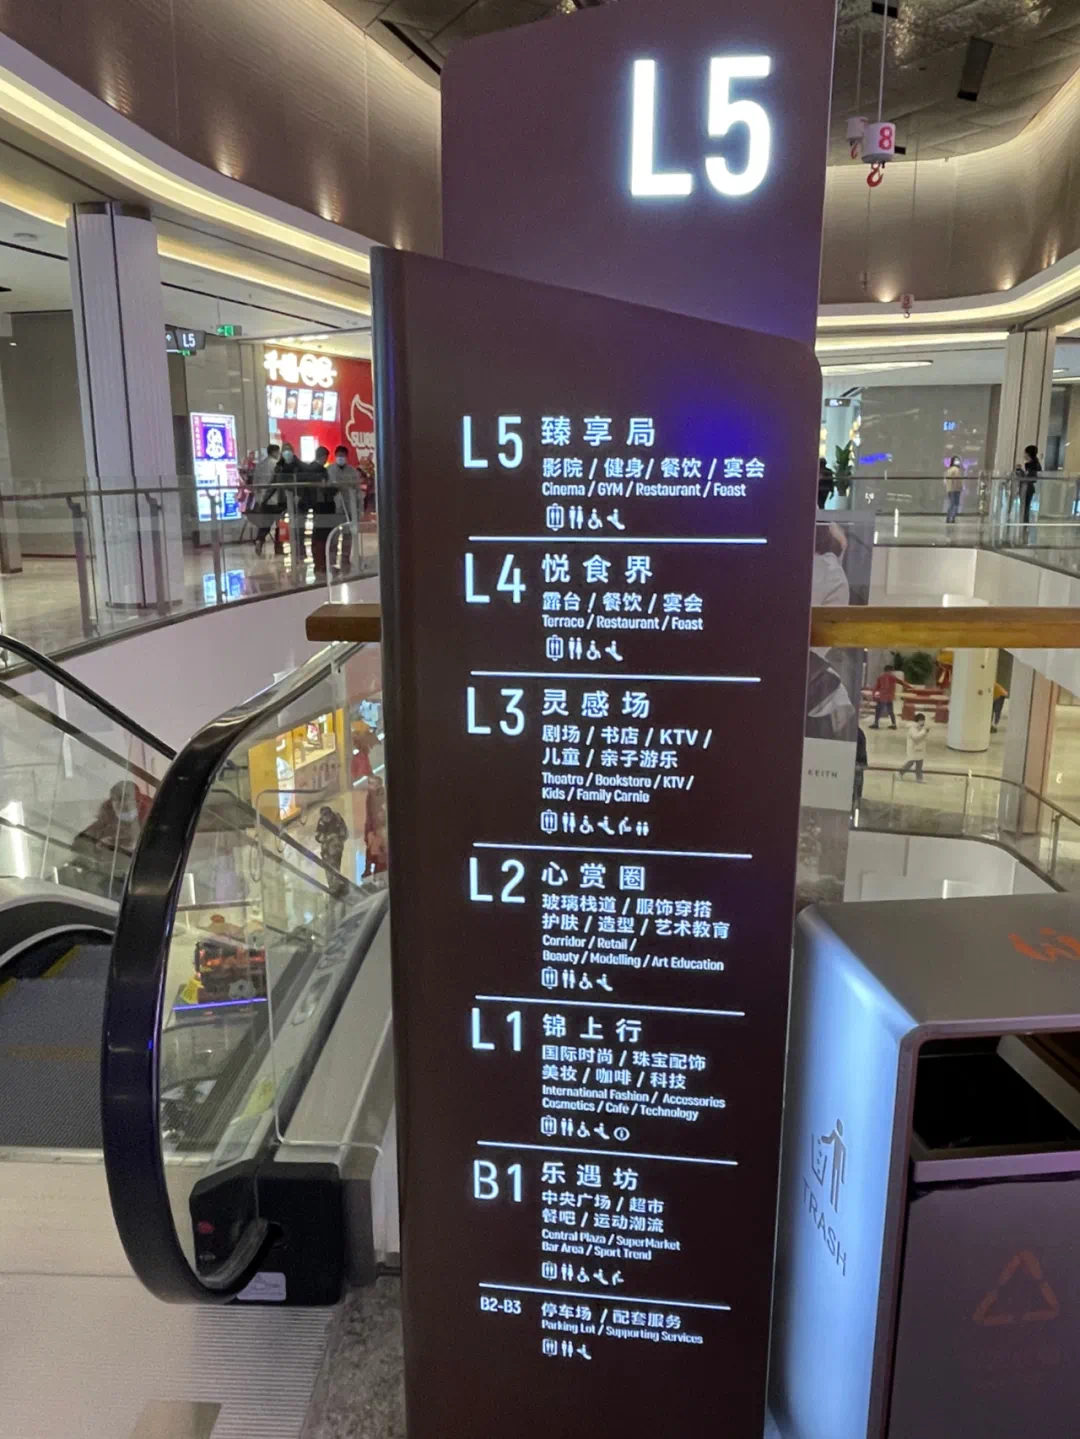 L5
8
L5
L5 臻享局
影院 / 健身 / 餐饮 / 宴会
Cinema / GYM / Restaurant / Feast
L4 悦食界
露台 / 餐饮 / 宴会
Terrace / Restaurant / Feast
L3 灵感场
剧场 / 书店 / KTV /
儿童 / 亲子游乐
Theatre / Bookstore / KTV /
Kids / Family Carnie
KEITH
L2 心赏圈
玻璃栈道 / 服饰穿搭
护肤 / 造型 / 艺术教育
Corridor / Retail /
Beauty / Modelling / Art Education
L1 锦上行
国际时尚 / 珠宝配饰
美妆 / 咖啡 / 科技
International Fashion / Accessories
Cosmetics / Café / Technology
B1 乐遇坊
中央广场 / 超市
餐吧 / 运动潮流
Central Plaza / SuperMarket
Bar Area / Sport Trend
B2-B3 停车场 / 配套服务
Parking Lot / Supporting Services
TRASH